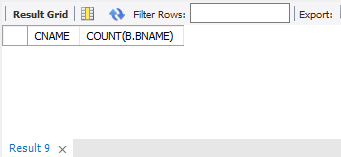 Result Grid Filter Rows: Export:
CNAME COUNT(B.BNAME)
Result 9 ×